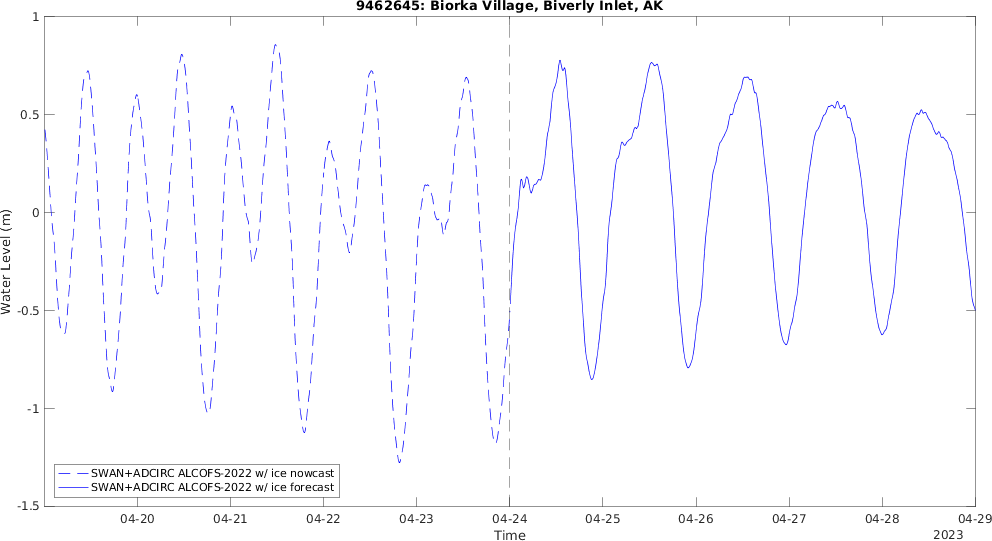 9462645: Biorka Village, Biverly Inlet, AK
Water Level (m)
1
0.5
0
-0.5
-1
-1.5
SWAN+ADCIRC ALCOFS-2022 w/ ice nowcast
SWAN+ADCIRC ALCOFS-2022 w/ ice forecast
04-20 04-21 04-22 04-23 04-24 04-25 04-26 04-27 04-28 04-29
Time
2023